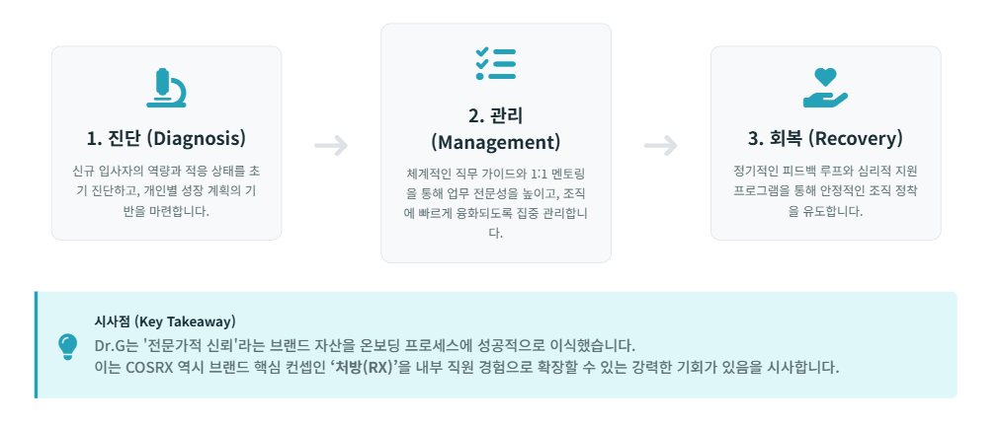 1. 진단 (Diagnosis)
신규 입사자의 역량과 적응 상태를 초
기 진단하고, 개인별 성장 계획의 기
반을 마련합니다.
2. 관리
(Management)
체계적인 직무 가이드와 1:1 멘토링
을 통해 업무 전문성을 높이고, 조직
에 빠르게 융화되도록 집중 관리합니
다.
3. 회복 (Recovery)
정기적인 피드백 루프와 심리적 지원
프로그램을 통해 안정적인 조직 정착
을 유도합니다.
시사점 (Key Takeaway)
Dr.G는 '전문가적 신뢰'라는 브랜드 자산을 온보딩 프로세스에 성공적으로 이식했습니다.
이는 COSRX 역시 브랜드 핵심 컨셉인 ‘처방(RX)’을 내부 직원 경험으로 확장할 수 있는 강력한 기회가 있음을 시사합니다.